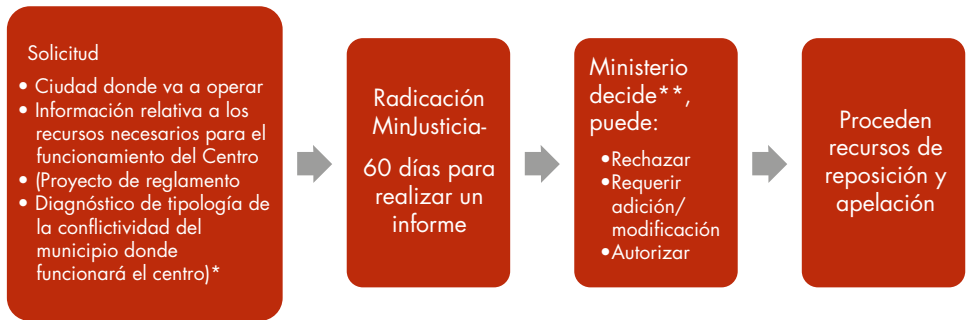 Solicitud
• Ciudad donde va a operar
• Información relativa a los
recursos necesarios para el
funcionamiento del Centro
• (Proyecto de reglamento
• Diagnóstico de tipología de
la conflictividad del
municipio donde
funcionará el centro)*
Radicación
MinJusticia-
60 días para
realizar un
informe
Ministerio
decide**,
puede:
•Rechazar
•Requerir
adición/
modificación
•Autorizar
Proceden
recursos de
reposición y
apelación